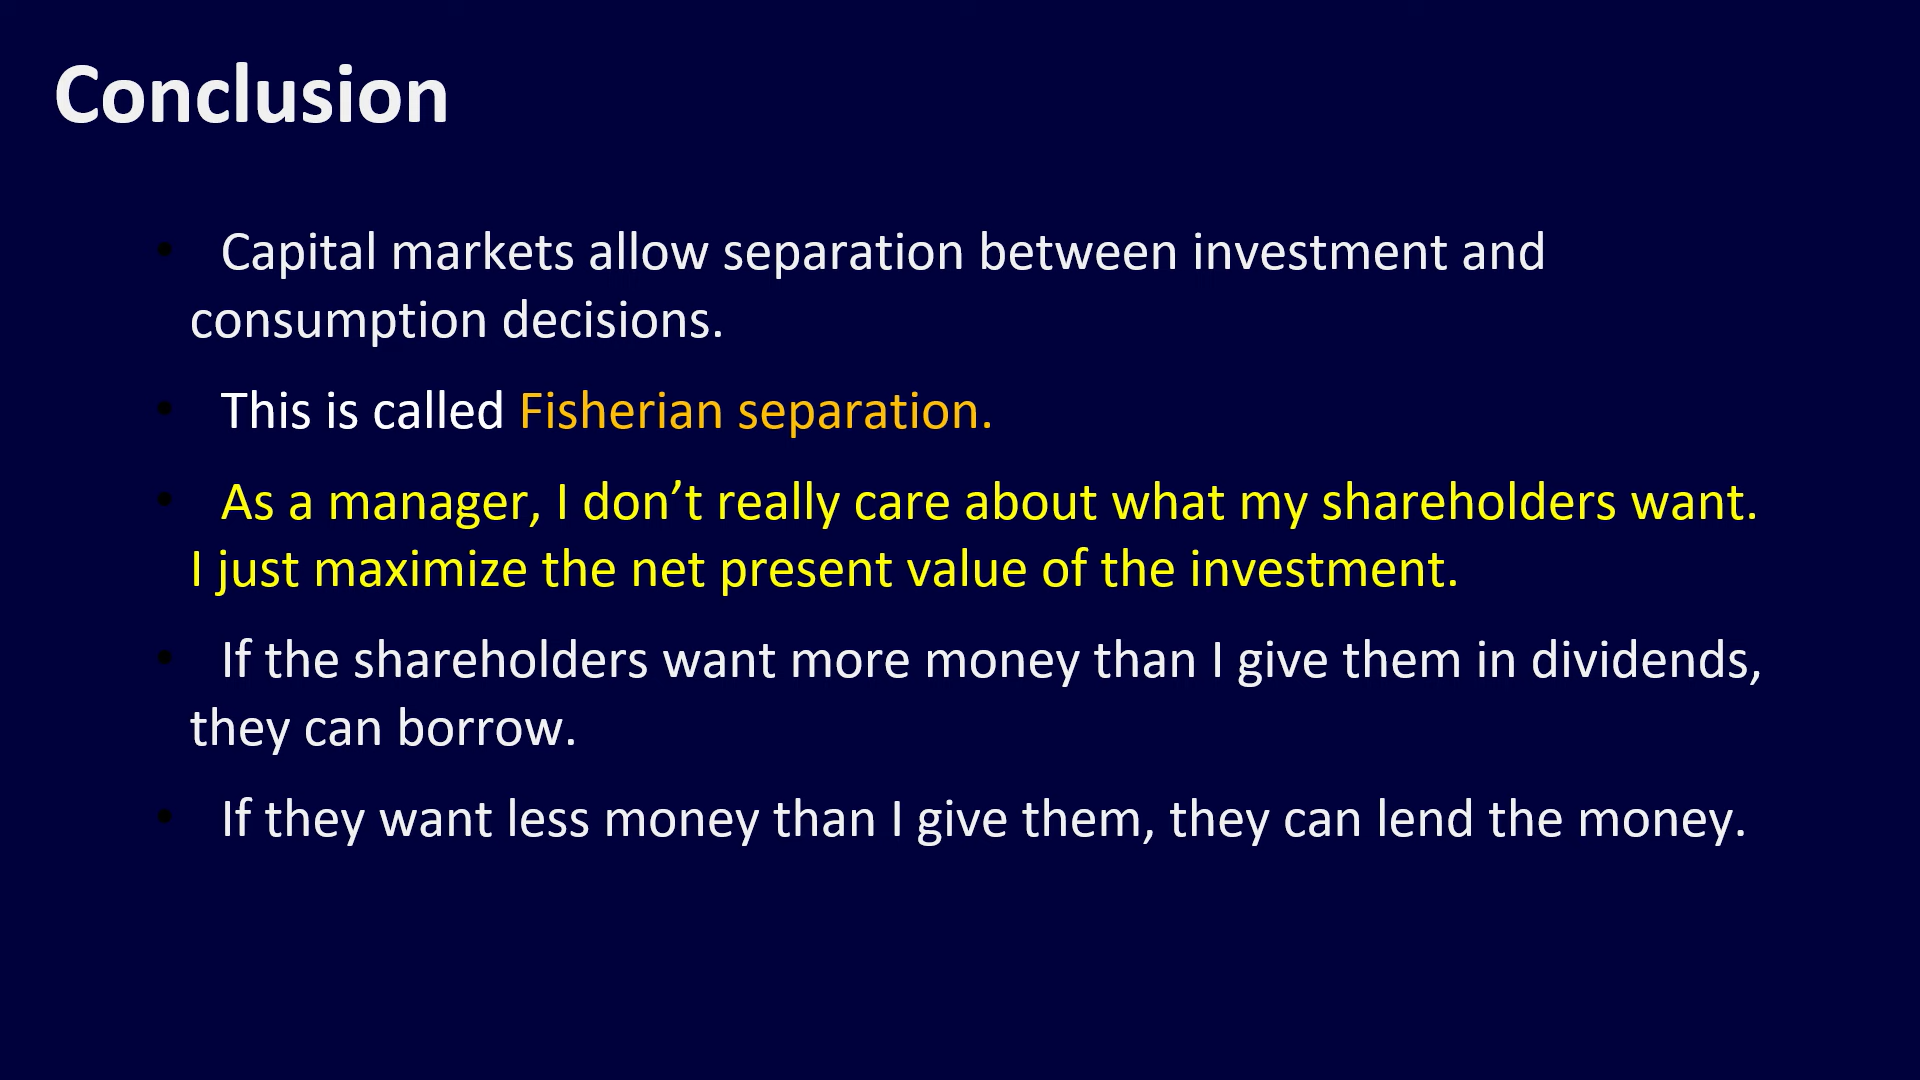 Conclusion
• Capital markets allow separation between investment and
consumption decisions.
• This is called Fisherian separation.
• As a manager, I don’t really care about what my shareholders want.
I just maximize the net present value of the investment.
• If the shareholders want more money than I give them in dividends,
they can borrow.
• If they want less money than I give them, they can lend the money.